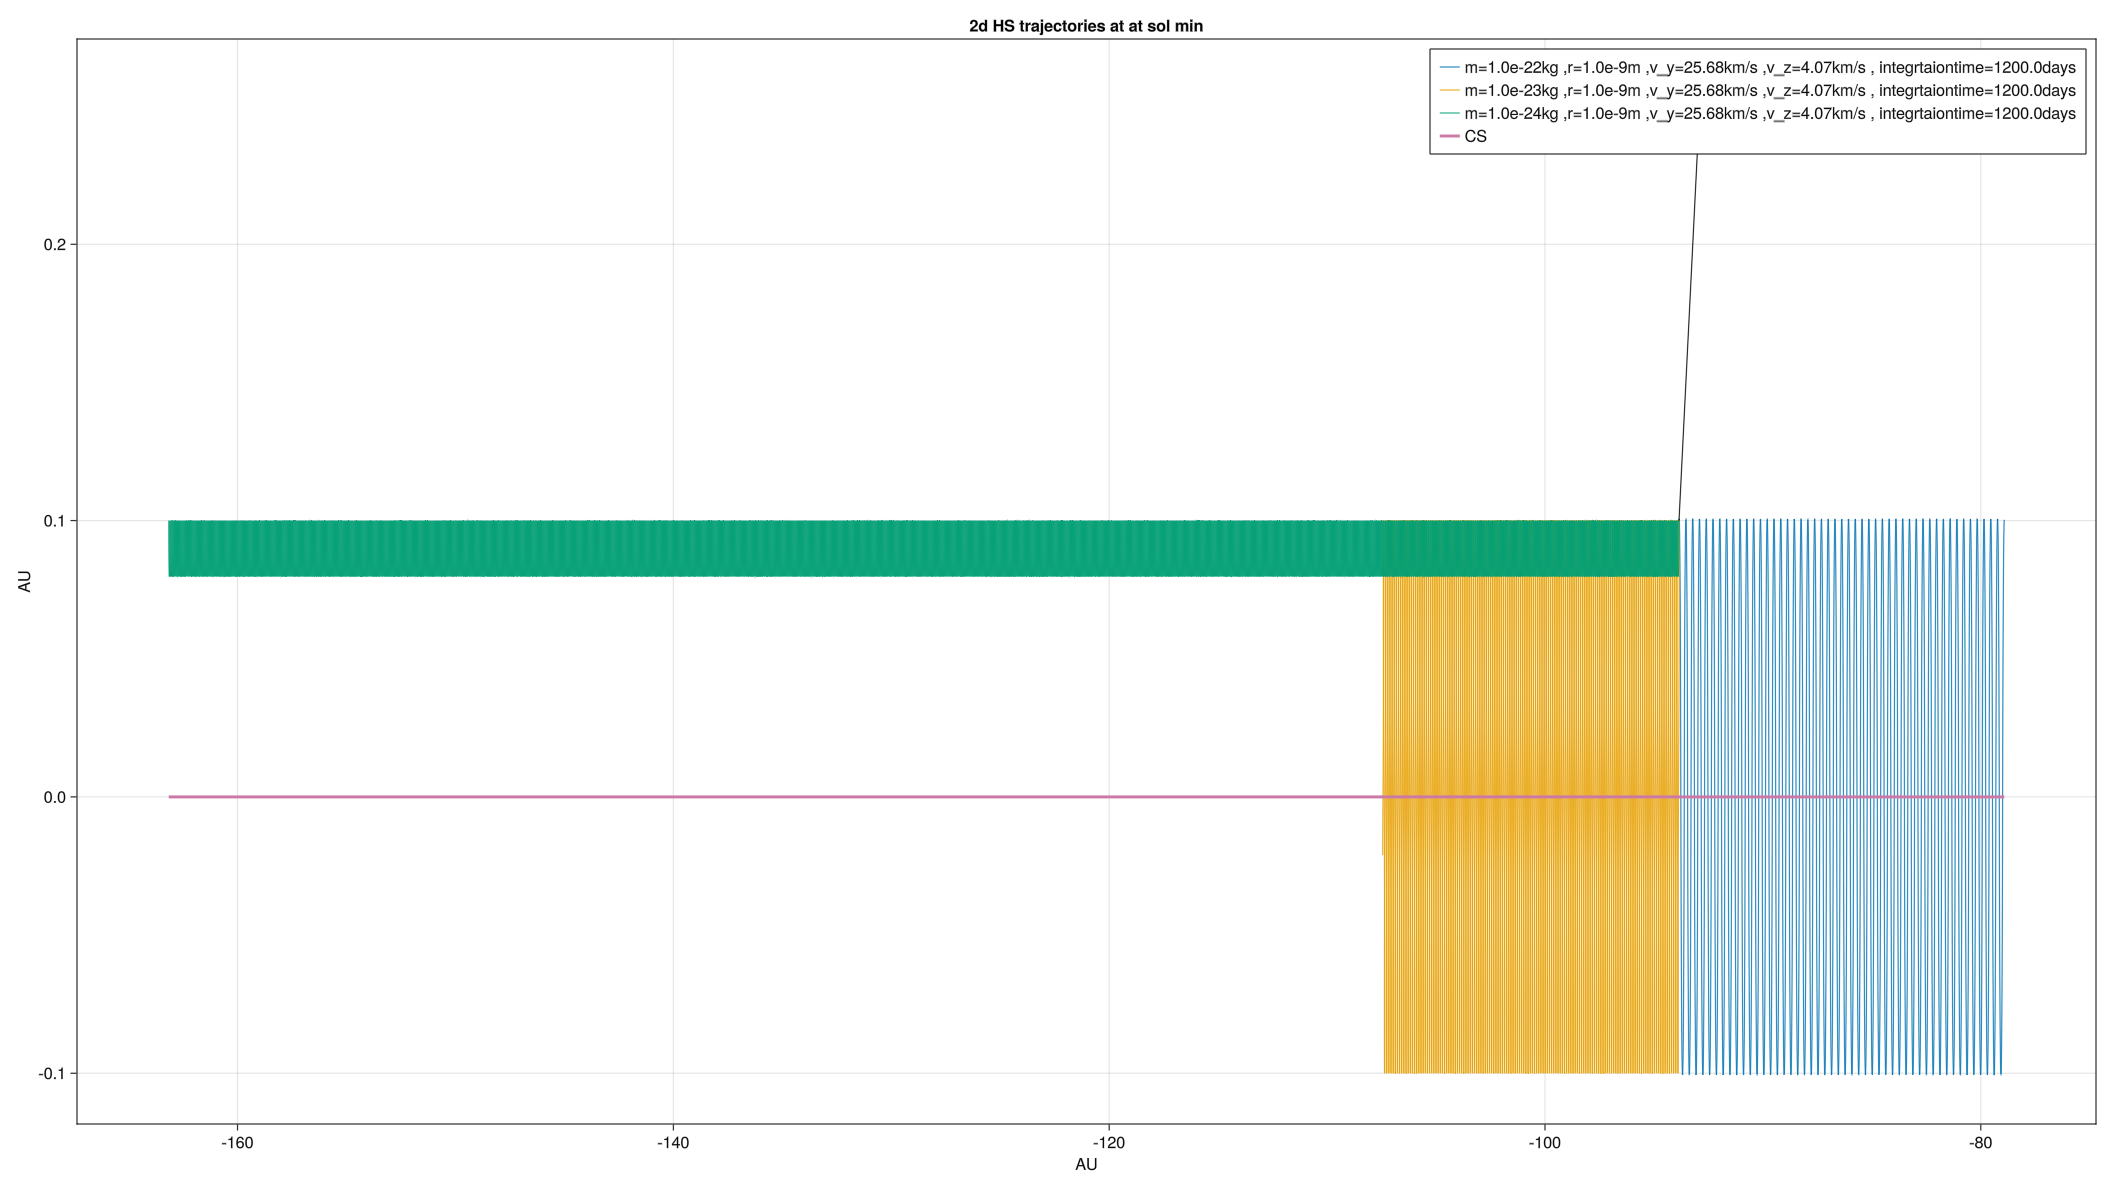 2d HS trajectories at at sol min
m=1.0e-22kg ,r=1.0e-9m ,v_y=25.68km/s ,v_z=4.07km/s , integrtaiontime=1200.0days
m=1.0e-23kg ,r=1.0e-9m ,v_y=25.68km/s ,v_z=4.07km/s , integrtaiontime=1200.0days
m=1.0e-24kg ,r=1.0e-9m ,v_y=25.68km/s ,v_z=4.07km/s , integrtaiontime=1200.0days
CS
0.2
0.1
AU
0.0
-0.1
-160 -140 -120 -100 -80
AU